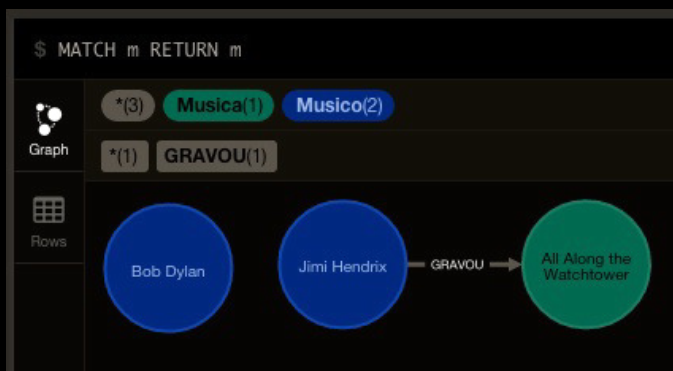 $ MATCH m RETURN m
*(3) Musica(1) Musico(2)
Graph
*(1) GRAVOU(1)
Rows
Bob Dylan
Jimi Hendrix
GRAVOU
All Along the
Watchtower